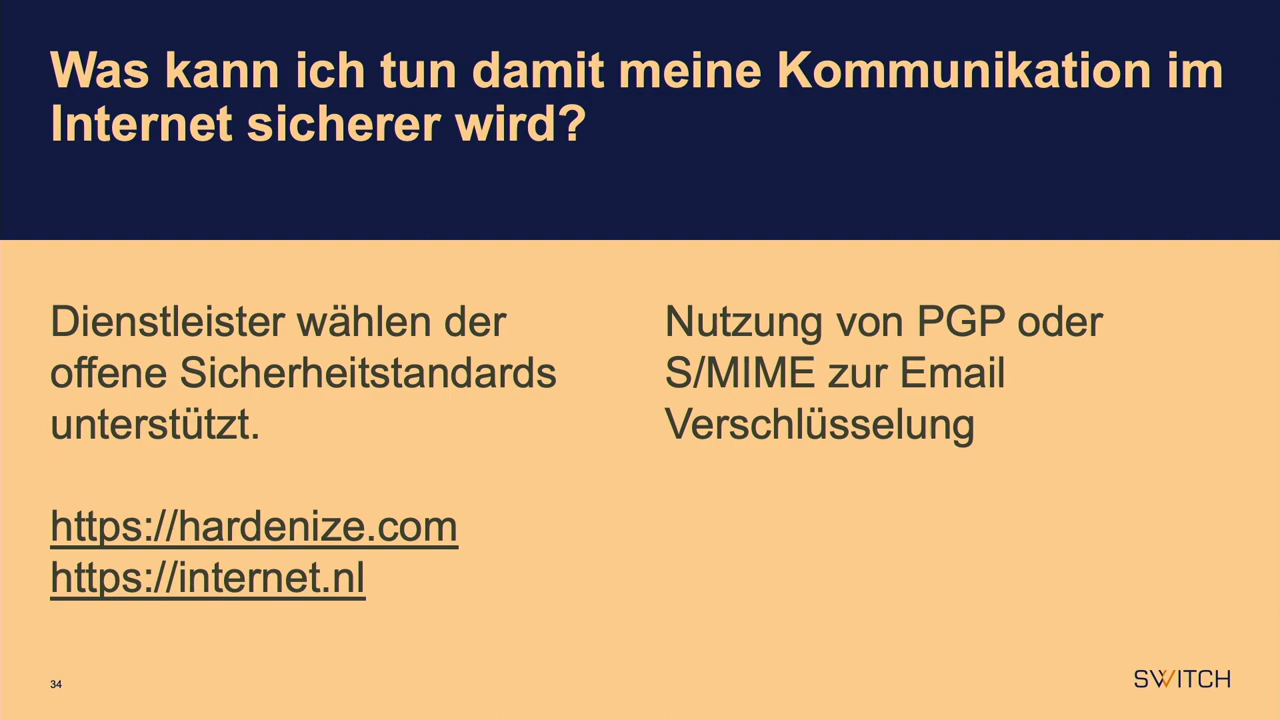 Was kann ich tun damit meine Kommunikation im
Internet sicherer wird?
Dienstleister wählen der
offene Sicherheitstandards
unterstützt.
https://hardenize.com
https://internet.nl
Nutzung von PGP oder
S/MIME zur Email
Verschlüsselung
34
SWITCH